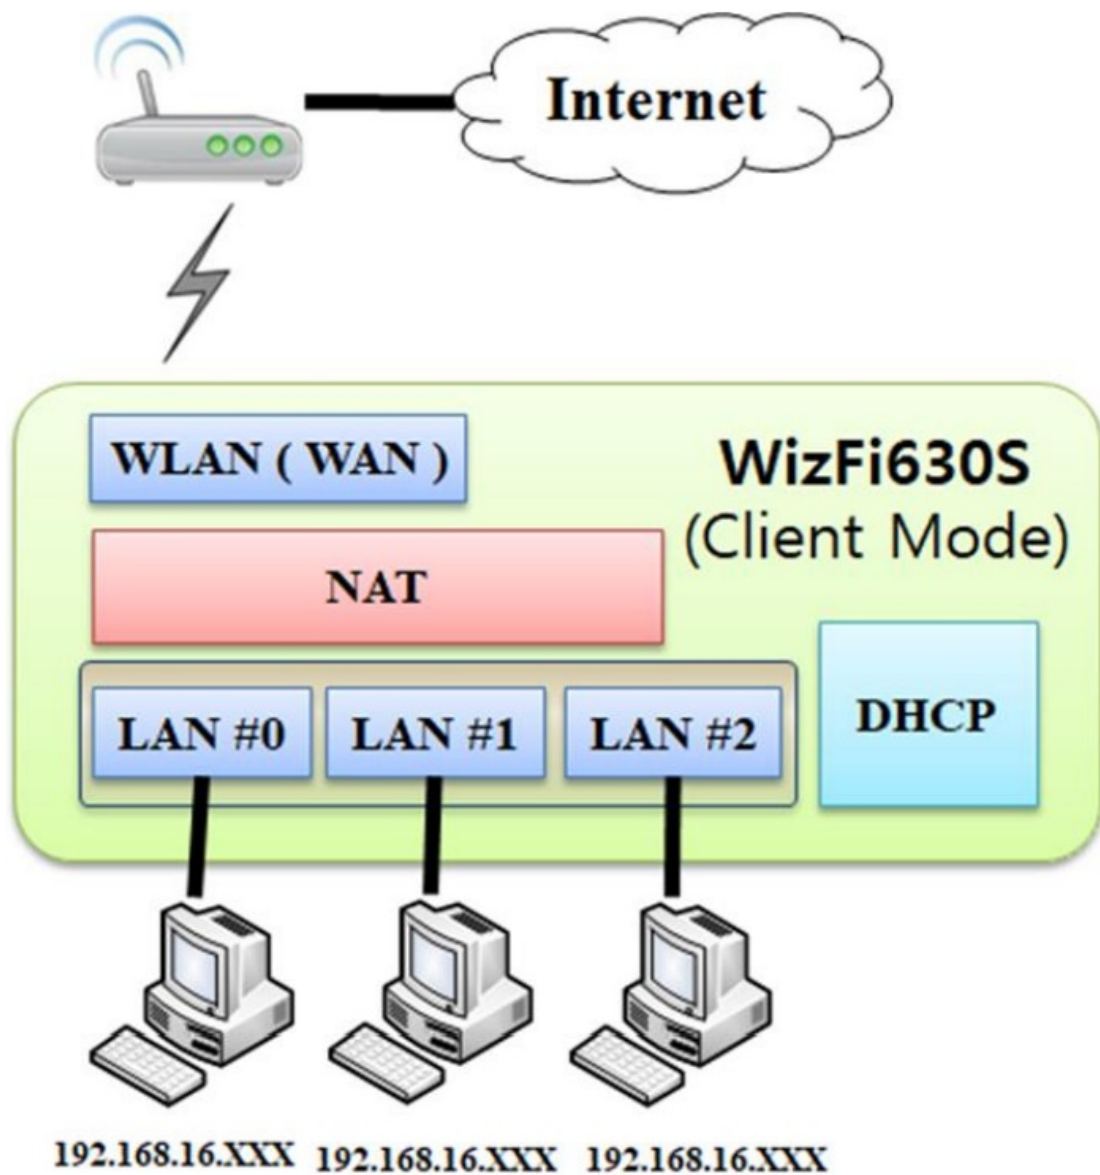 Internet
WLAN ( WAN )
WizFi630S
(Client Mode)
NAT
LAN #0
LAN #1
LAN #2
DHCP
192.168.16.XXX
192.168.16.XXX
192.168.16.XXX